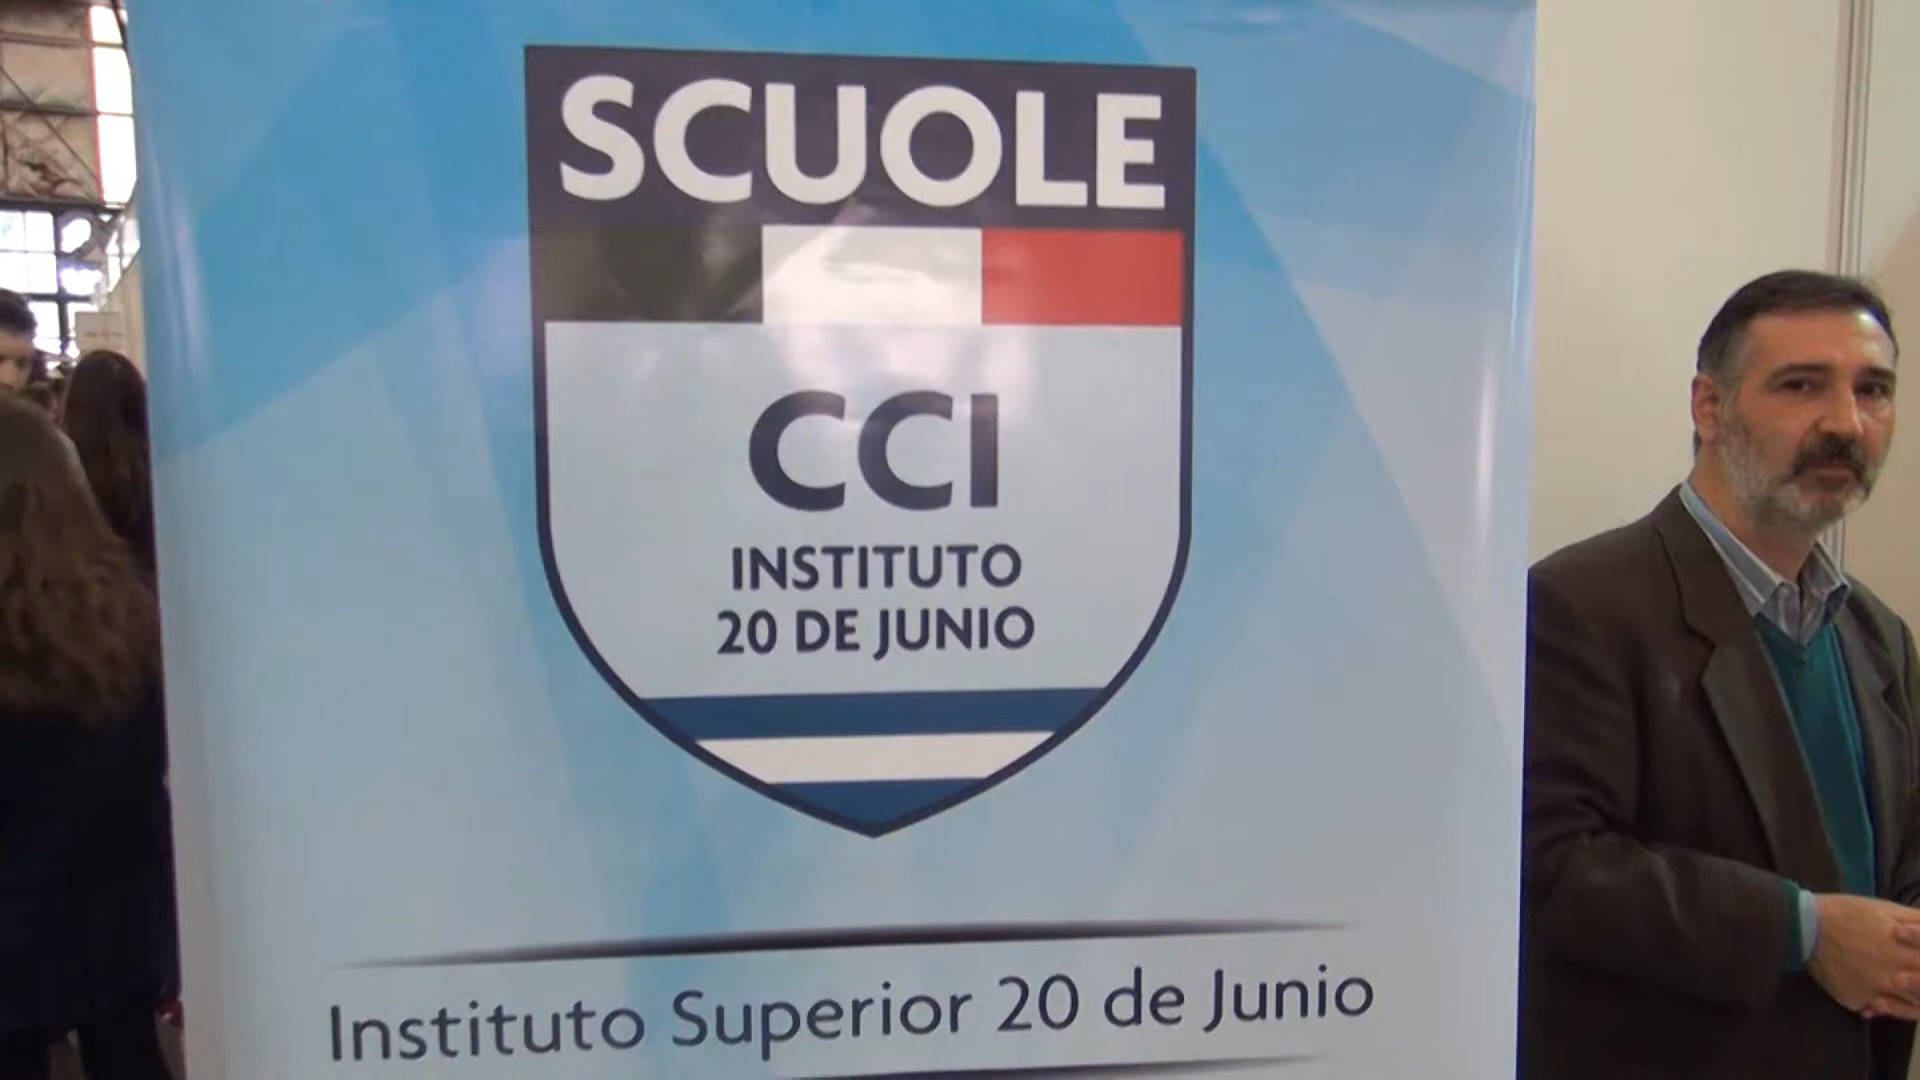 SCUOLE
CCI
INSTITUTO
20 DE JUNIO
Instituto Superior 20 de Junio